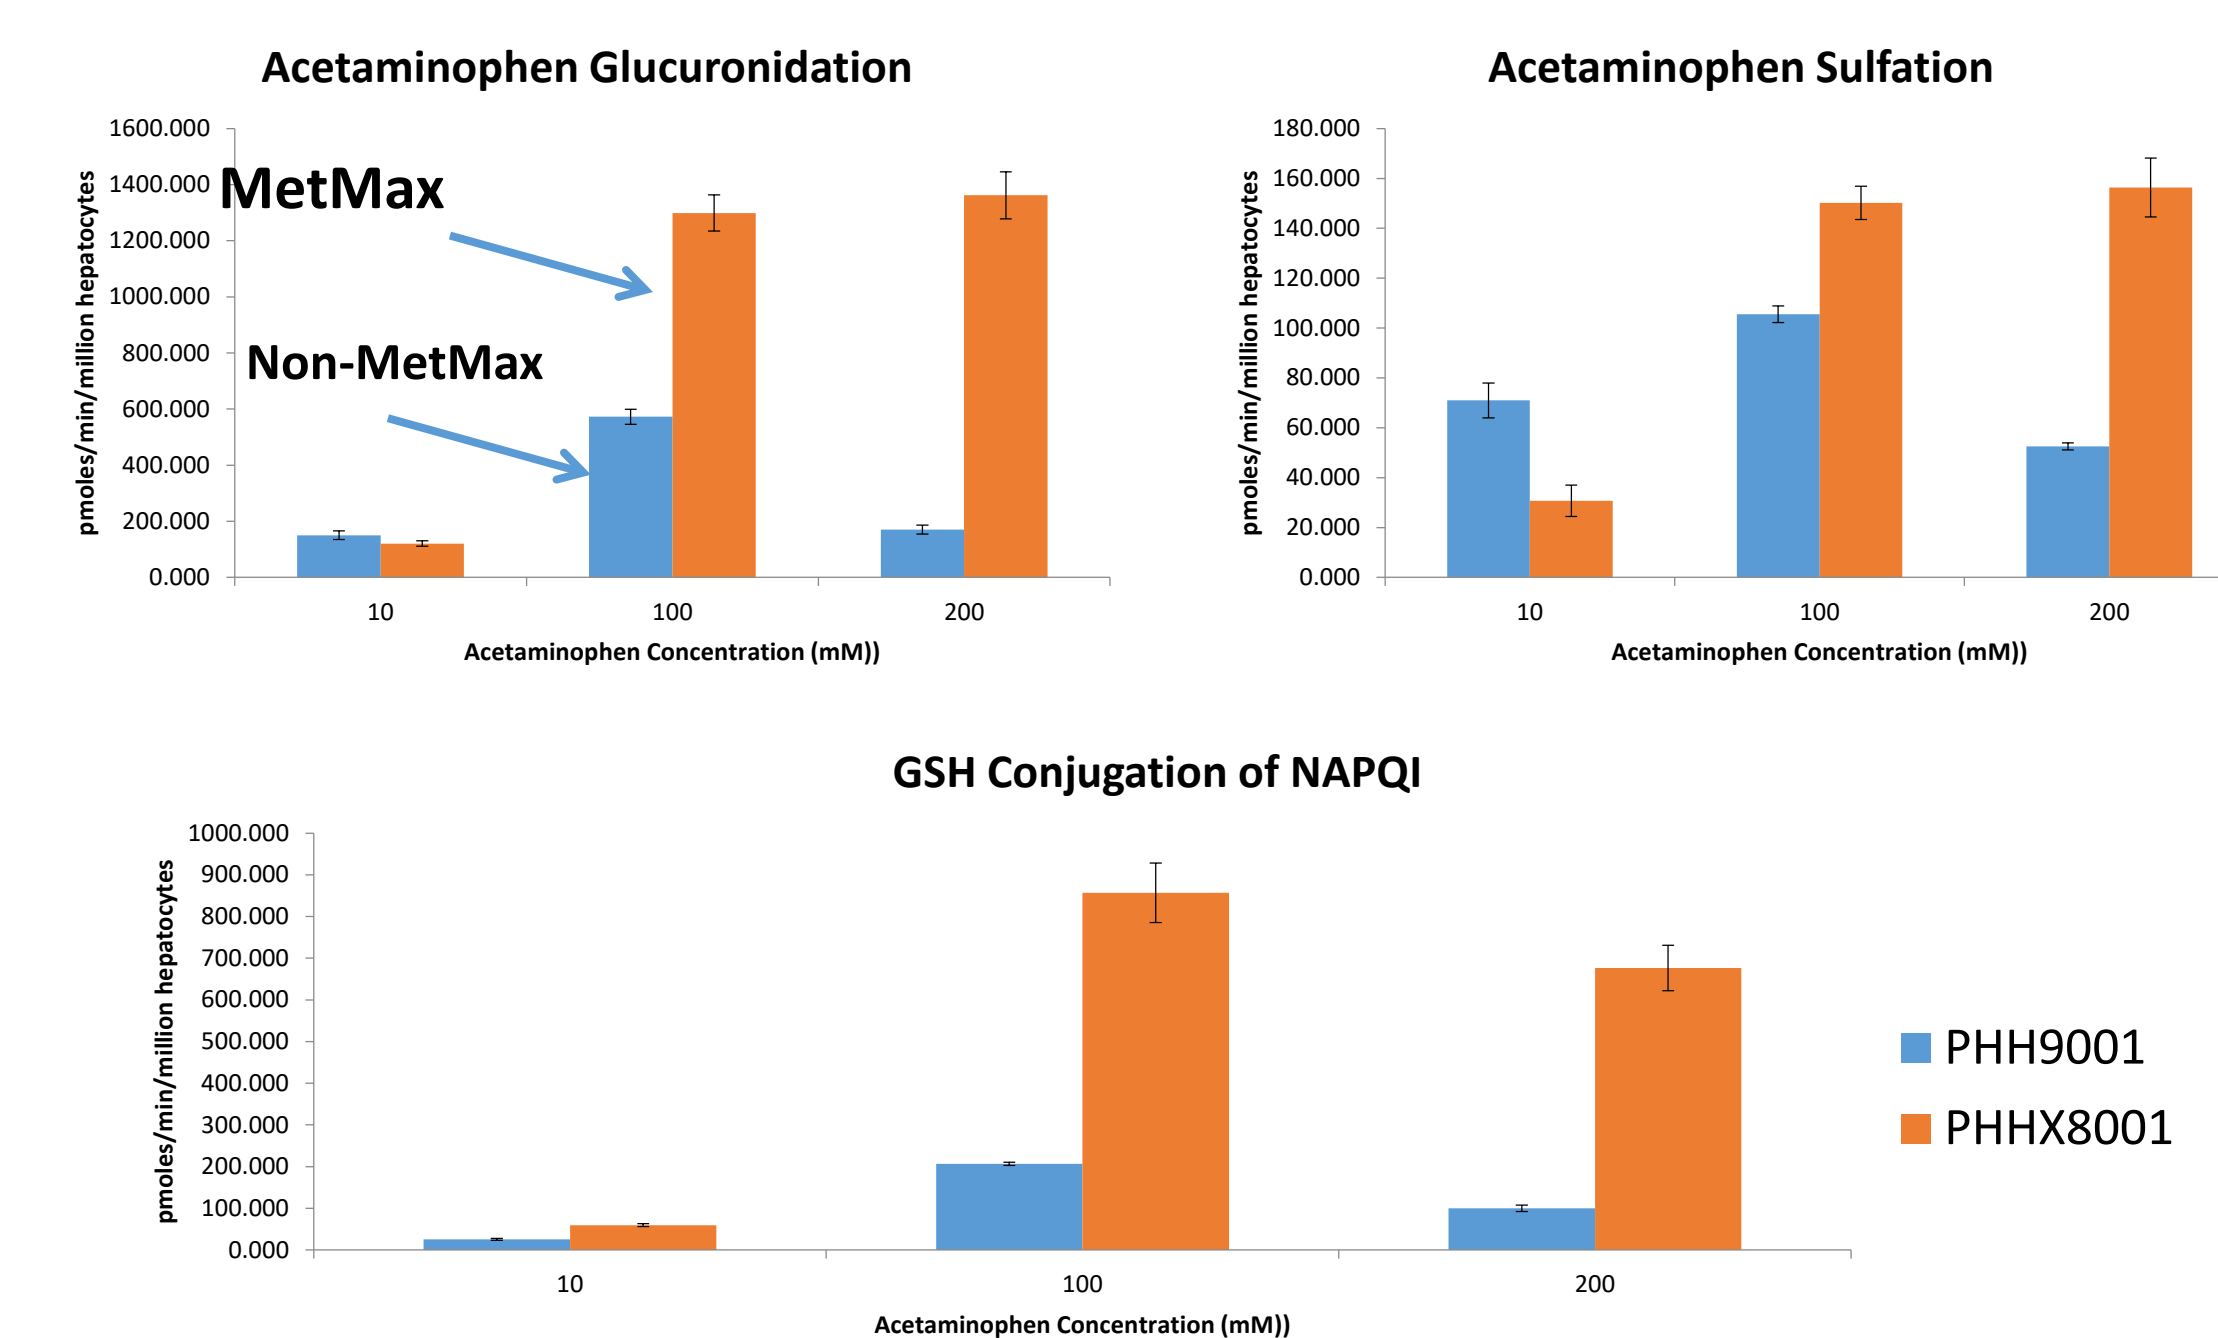 Acetaminophen Glucuronidation
1600.000
1400.000
1200.000
1000.000
800.000
600.000
400.000
200.000
0.000
pmoles/min/million hepatocytes
MetMax
Non-MetMax
10 100 200
Acetaminophen Concentration (mM))
Acetaminophen Sulfation
180.000
160.000
140.000
120.000
100.000
80.000
60.000
40.000
20.000
0.000
pmoles/min/million hepatocytes
10 100 200
Acetaminophen Concentration (mM))
GSH Conjugation of NAPQI
1000.000
900.000
800.000
700.000
600.000
500.000
400.000
300.000
200.000
100.000
0.000
pmoles/min/million hepatocytes
10 100 200
Acetaminophen Concentration (mM))
PHH9001
PHHX8001